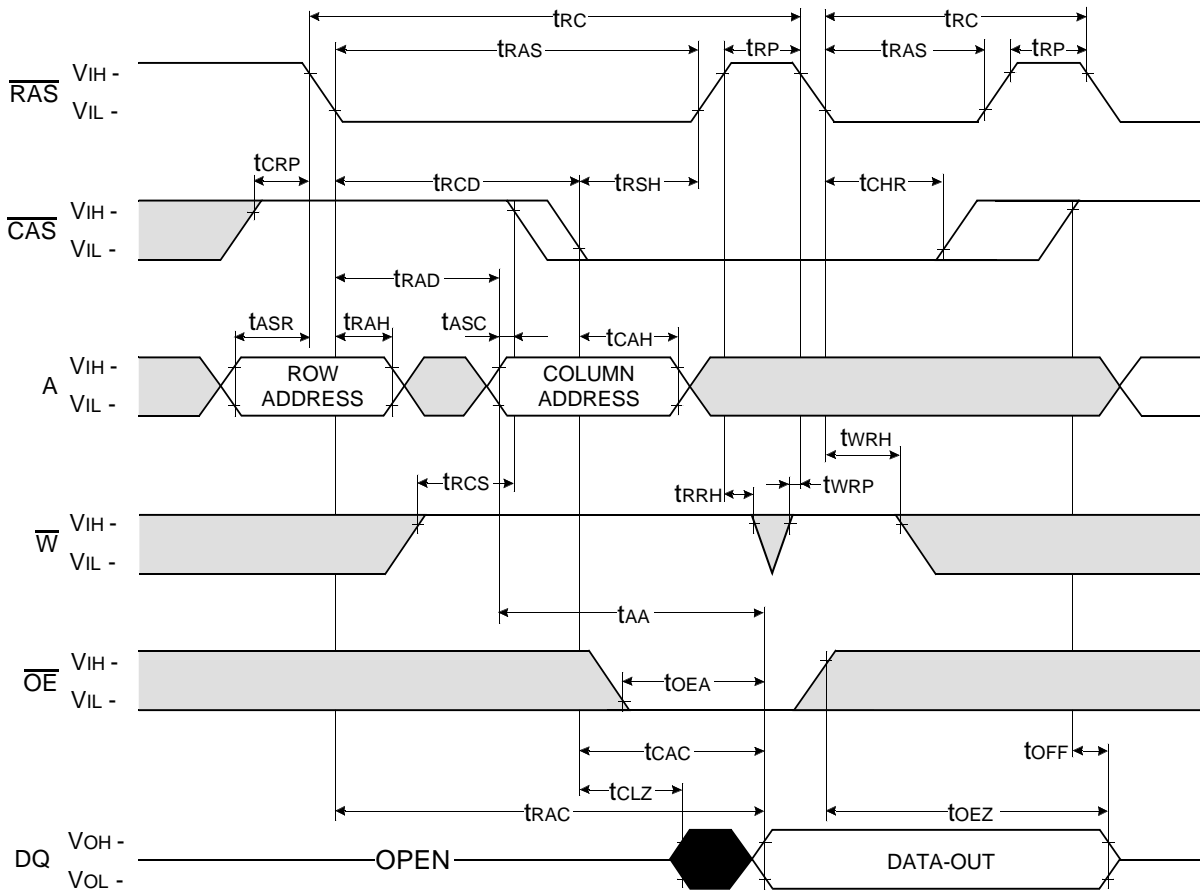 tRC tRC
tRAS tRP tRAS tRP
RAS VIH -
VIL -
tCRP tRCD tRSH tCHR
CAS VIH -
VIL -
tRAD
tASR tRAH tASC tCAH
A VIH -
VIL -
ROW
ADDRESS
COLUMN
ADDRESS
tWRH
tRCS tRRH tWRP
W VIH -
VIL -
tAA
OE VIH -
VIL -
tOEA
tCAC tOFF
tCLZ
tRAC tOEZ
DQ VOH -
VOL -
OPEN DATA-OUT